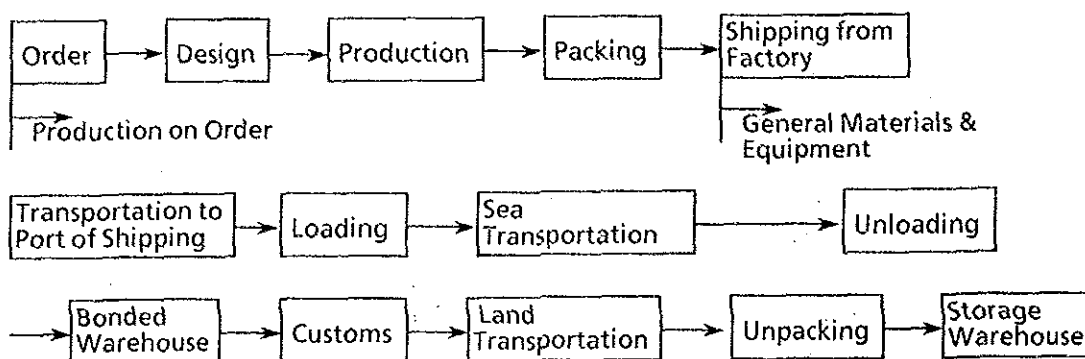 Order
Design
Production
Packing
Shipping from
Factory
Production on Order
General Materials &
Equipment
Transportation to
Port of Shipping
Loading
Sea
Transportation
Unloading
Bonded
Warehouse
Customs
Land
Transportation
Unpacking
Storage
Warehouse